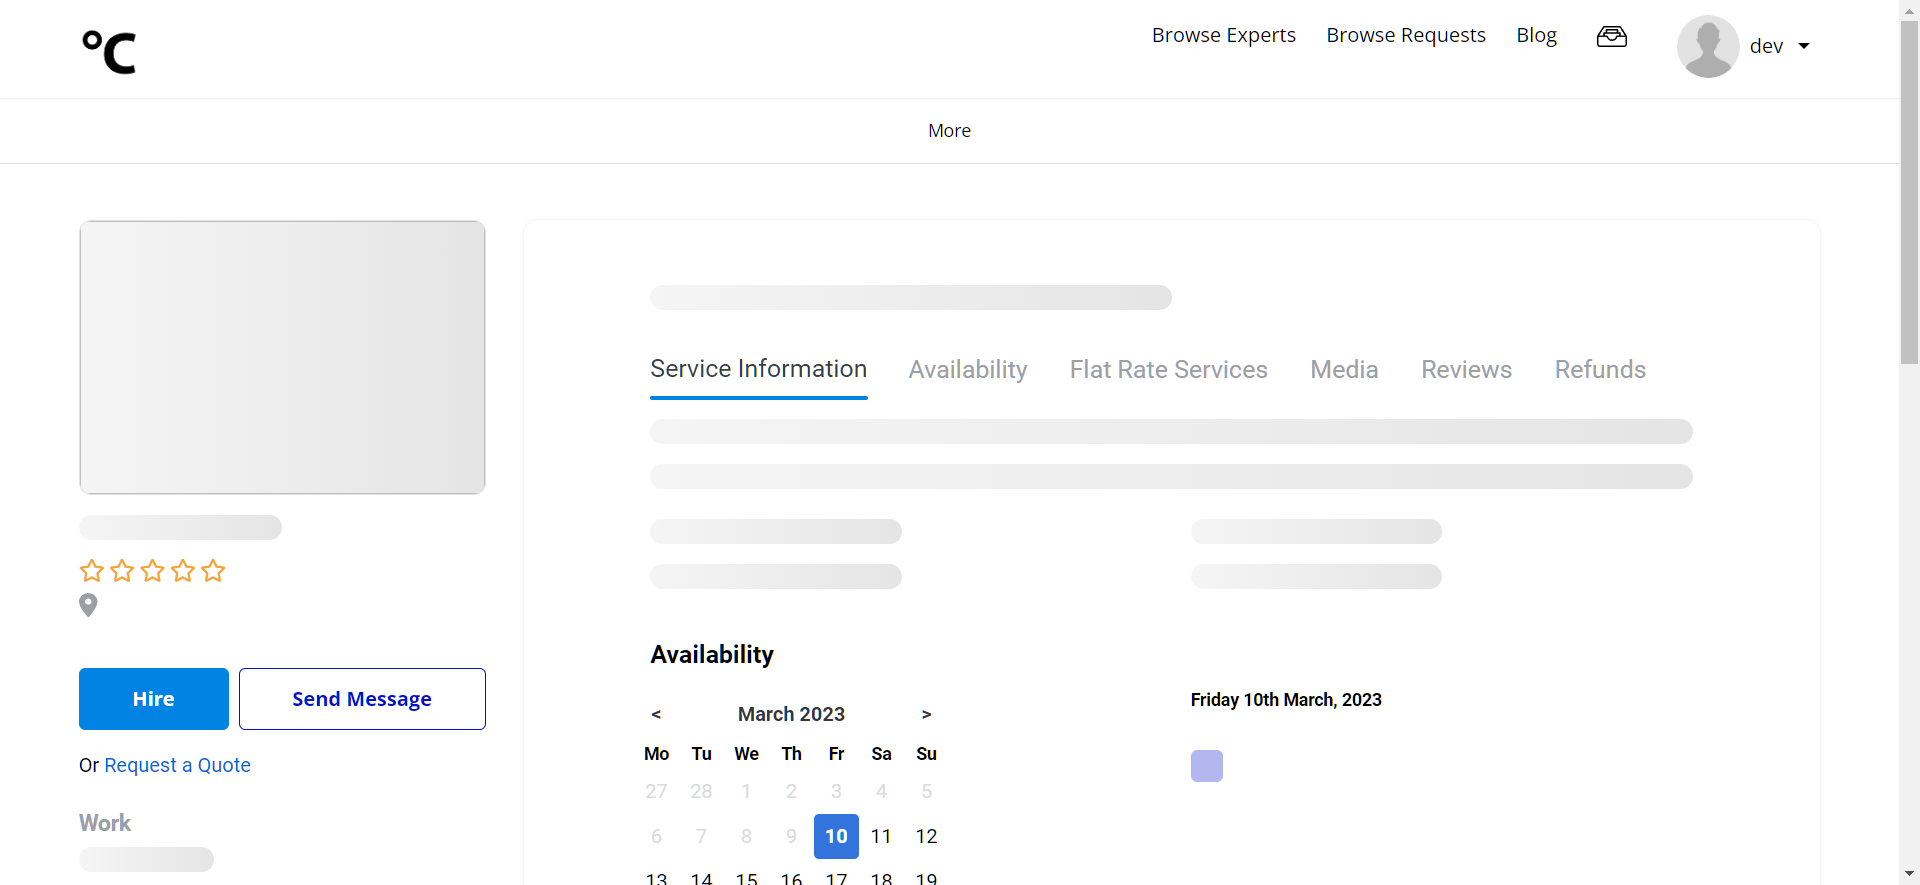 °C
Browse Experts Browse Requests Blog dev
More
Service Information Availability Flat Rate Services Media Reviews Refunds
Hire Send Message
Or Request a Quote
Work
Availability
< March 2023 >
Mo Tu We Th Fr Sa Su
27 28 1 2 3 4 5
6 7 8 9 10 11 12
13 14 15 16 17 18 19
Friday 10th March, 2023